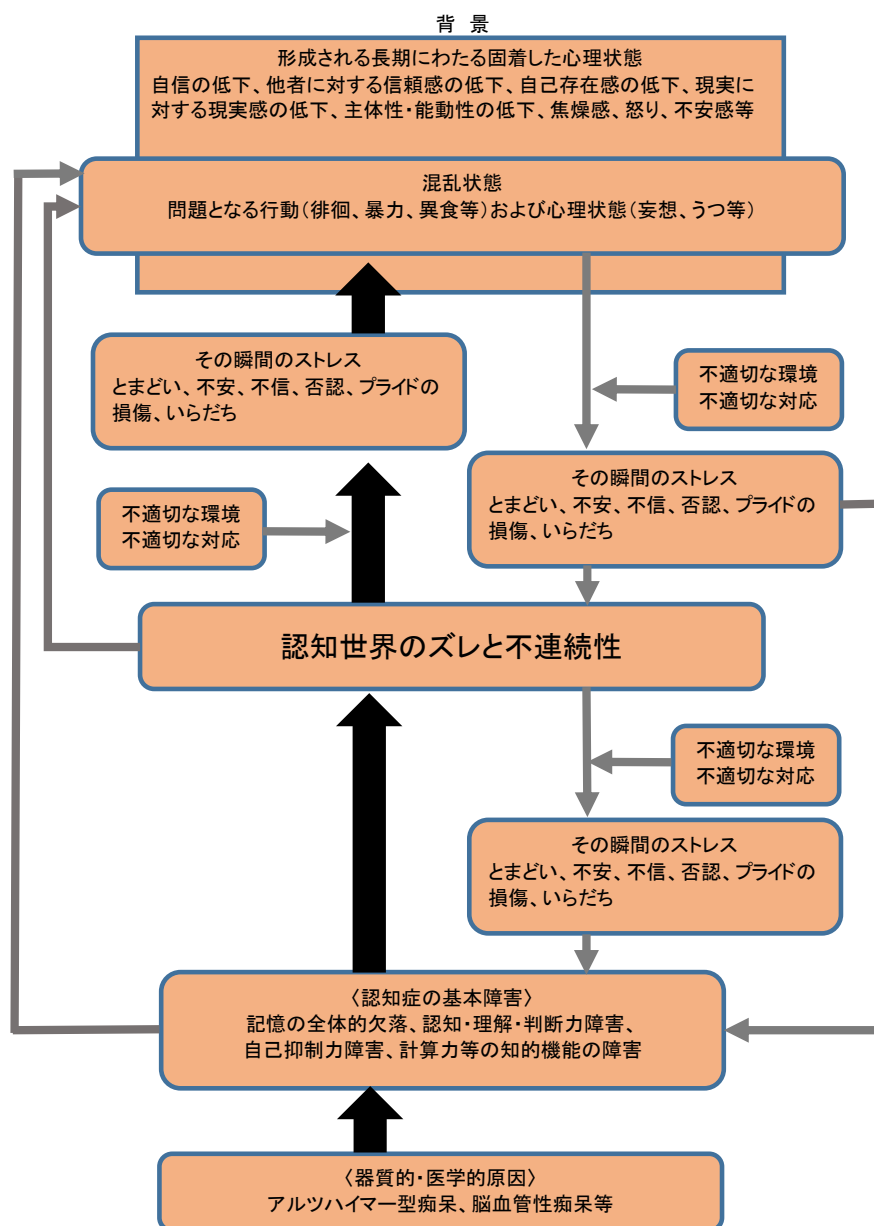 背 景
形成される長期にわたる固着した心理状態
自信の低下、他者に対する信頼感の低下、自己存在感の低下、現実に
対する現実感の低下、主体性・能動性の低下、焦燥感、怒り、不安感等
混乱状態
問題となる行動(徘徊、暴力、異食等)および心理状態(妄想、うつ等)
その瞬間のストレス
とまどい、不安、不信、否認、プライドの
損傷、いらだち
不適切な環境
不適切な対応
その瞬間のストレス
とまどい、不安、不信、否認、プライドの
損傷、いらだち
不適切な環境
不適切な対応
認知世界のズレと不連続性
不適切な環境
不適切な対応
その瞬間のストレス
とまどい、不安、不信、否認、プライドの
損傷、いらだち
〈認知症の基本障害〉
記憶の全体的欠落、認知・理解・判断力障害、
自己抑制力障害、計算力等の知的機能の障害
〈器質的・医学的原因〉
アルツハイマー型痴呆、脳血管性痴呆等